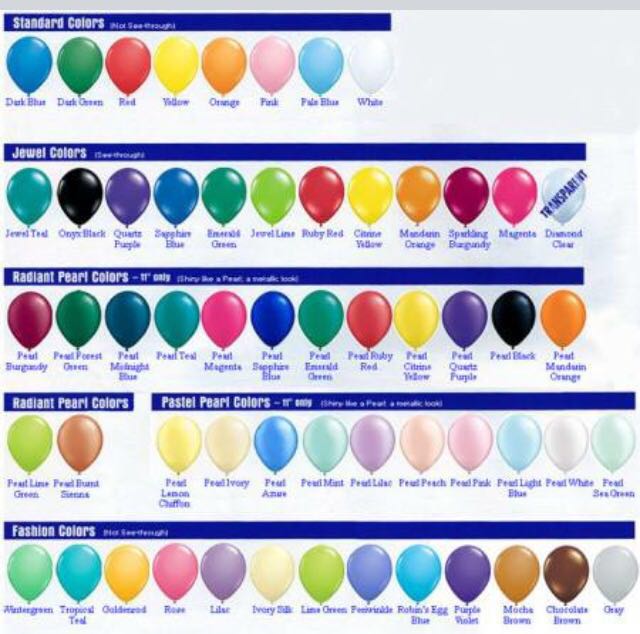 Standard Colors (Not See-through)
Dark Blue Dark Green Red Yellow Orange Pink Pale Blue White
Jewel Colors (See-through)
TRANSPARENT
Jewel Teal Onyx Black Quartz Sapphire Emerald Jewel Lime Ruby Red Citrine Mandarin Sparkling Magenta Diamond
Purple Blue Green Yellow Orange Burgundy Clear
Radiant Pearl Colors - 11" only (Shiny like a Pearl; a metallic look)
Pearl Pearl Forest Pearl Pearl Teal Pearl Pearl Pearl Pearl Ruby Pearl Pearl Pearl Black Pearl
Burgundy Green Midnight Magenta Sapphire Emerald Red Citrine Quartz Mandarin
Blue Blue Green Yellow Purple Orange
Radiant Pearl Colors Pastel Pearl Colors - 11" only (Shiny like a Pearl; a metallic look)
Pearl Lime Pearl Burnt Pearl Pearl Ivory Pearl Pearl Mint Pearl Lilac Pearl Peach Pearl Pink Pearl Light Pearl White Pearl
Green Sienna Lemon Azure Blue Sea Green
Chiffon
Fashion Colors (Not See-through)
Wintergreen Tropical Goldenrod Rose Lilac Ivory Silk Lime Green Periwinkle Robin's Egg Purple Mocha Chocolate Gray
Teal Blue Violet Brown Brown